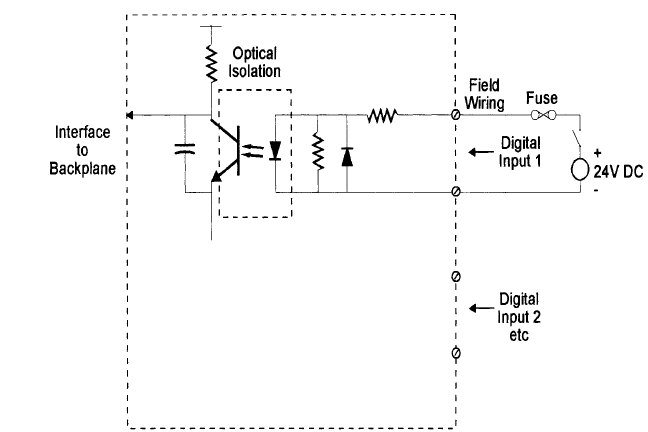 Optical
Isolation
Field
Wiring
Fuse
Interface
to
Backplane
Digital
Input 1
+
24V DC
-
Digital
Input 2
etc